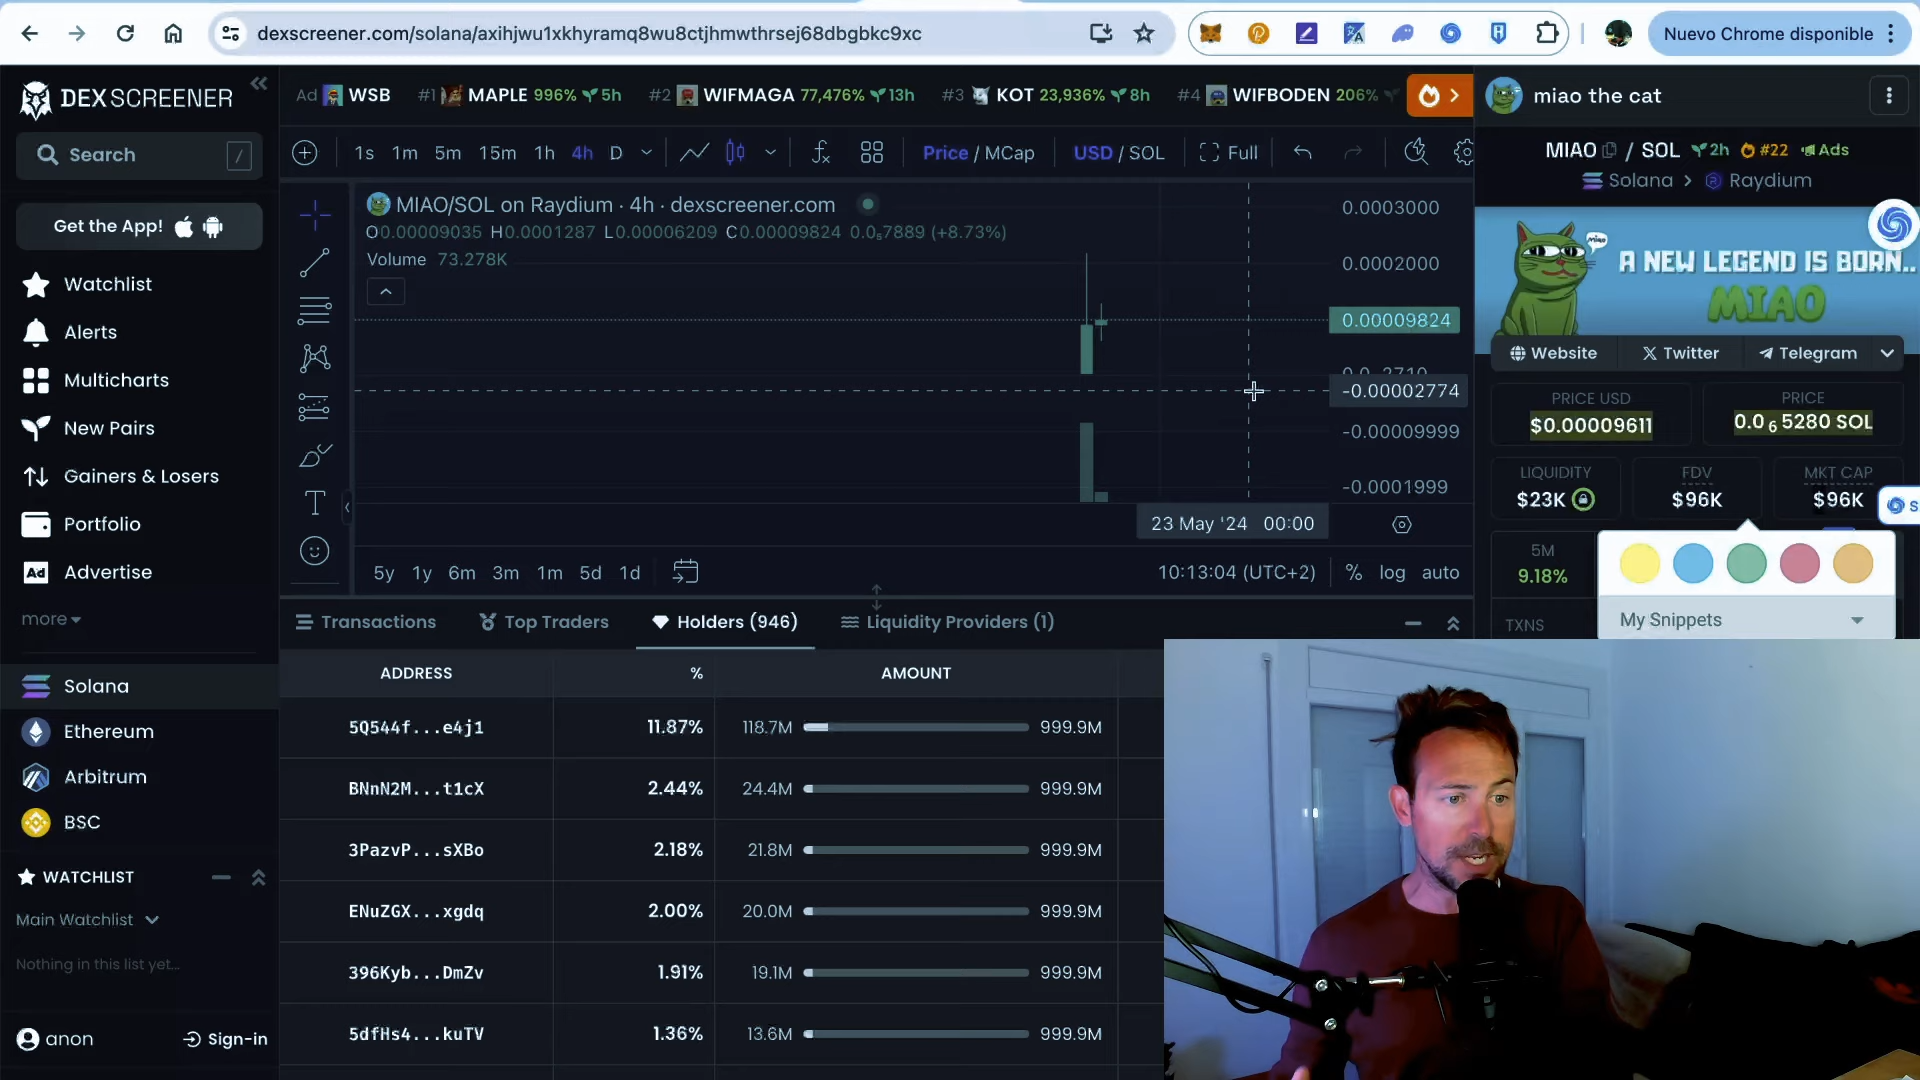 dexscreener.com/solana/axihjwu1xkhyramq8wu8ctjhmwthrsej68dbgbkc9xc
Nuevo Chrome disponible
DEX SCREENER
Search /
Get the App!
Watchlist
Alerts
Multicharts
New Pairs
Gainers & Losers
Portfolio
Ad Advertise
more
Solana
Ethereum
Arbitrum
BSC
WATCHLIST
Main Watchlist
Nothing in this list yet...
anon Sign-in
Ad WSB #1 MAPLE 996% 5h #2 WIFMAGA 77,476% 13h #3 KOT 23,936% 8h #4 WIFBODEN 206%
1s 1m 5m 15m 1h 4h D Price / MCap USD / SOL Full
MIAO/SOL on Raydium · 4h · dexscreener.com
O0.00009035 H0.0001287 L0.00006209 C0.00009824 0.0₅7889 (+8.73%)
Volume 73.278K
0.0003000
0.0002000
0.00009824
-0.00002774
-0.00009999
-0.0001999
23 May '24 00:00
5y 1y 6m 3m 1m 5d 1d
10:13:04 (UTC+2) % log auto
Transactions Top Traders Holders (946) Liquidity Providers (1)
ADDRESS % AMOUNT
5Q544f...e4j1 11.87% 118.7M 999.9M
BNnN2M...t1cX 2.44% 24.4M 999.9M
3PazvP...sXBo 2.18% 21.8M 999.9M
ENuZGX...xgdq 2.00% 20.0M 999.9M
396Kyb...DmZv 1.91% 19.1M 999.9M
5dfHs4...kuTV 1.36% 13.6M 999.9M
miao the cat
MIAO / SOL 2h #22 Ads
Solana > Raydium
miao
A NEW LEGEND IS BORN..
MIAO
Website Twitter Telegram
PRICE USD
$0.00009611
PRICE
0.0₆5280 SOL
LIQUIDITY
$23K
FDV
$96K
MKT CAP
$96K
S
5M
9.18%
My Snippets
TXNS